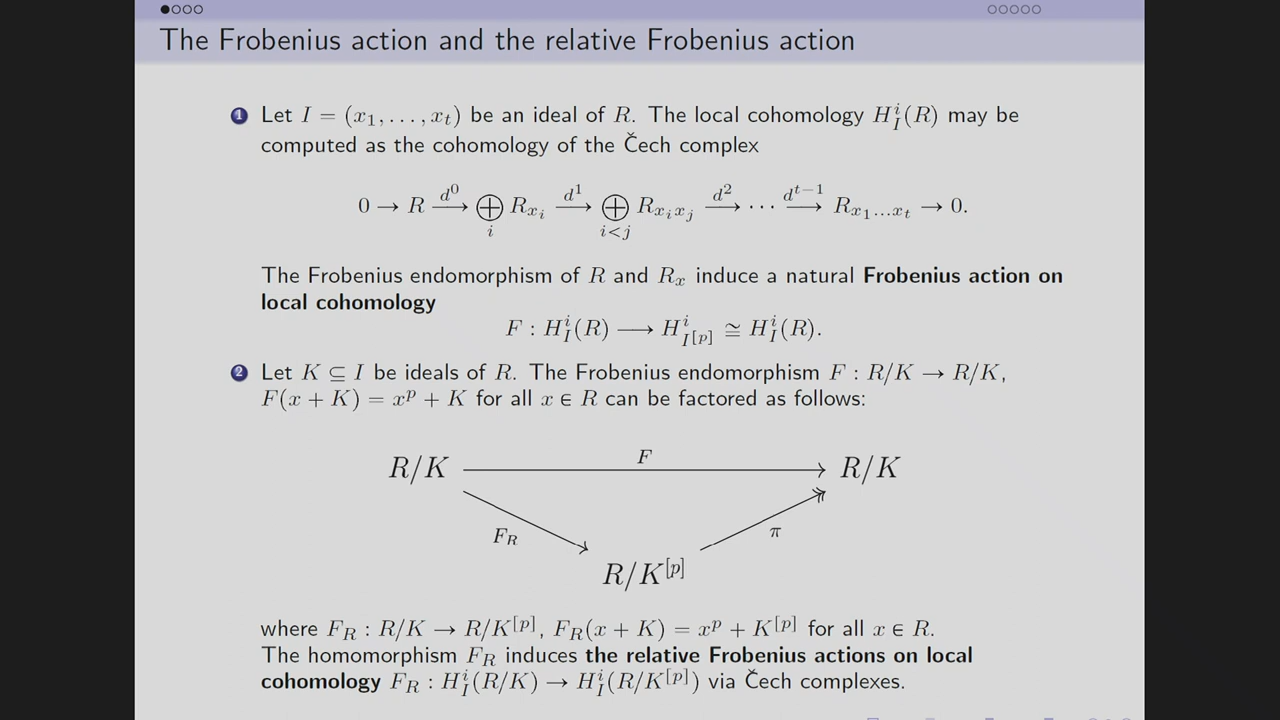 The Frobenius action and the relative Frobenius action
1 Let I = (x₁, . . . , xₜ) be an ideal of R. The local cohomology H^i_I(R) may be
computed as the cohomology of the Čech complex
0 → R →^{d^0} ⊕_i R_{x_i} →^{d^1} ⊕_{i<j} R_{x_i x_j} →^{d^2} · · · →^{d^{t−1}} R_{x_1...x_t} → 0.
The Frobenius endomorphism of R and R_x induce a natural Frobenius action on
local cohomology
F : H^i_I(R) ⟶ H^i_{I^{[p]}} ≅ H^i_I(R).
2 Let K ⊆ I be ideals of R. The Frobenius endomorphism F : R/K → R/K,
F(x + K) = x^p + K for all x ∈ R can be factored as follows:
F
R/K R/K
F_R π
R/K^{[p]}
where F_R : R/K → R/K^{[p]}, F_R(x + K) = x^p + K^{[p]} for all x ∈ R.
The homomorphism F_R induces the relative Frobenius actions on local
cohomology F_R : H^i_I(R/K) → H^i_I(R/K^{[p]}) via Čech complexes.